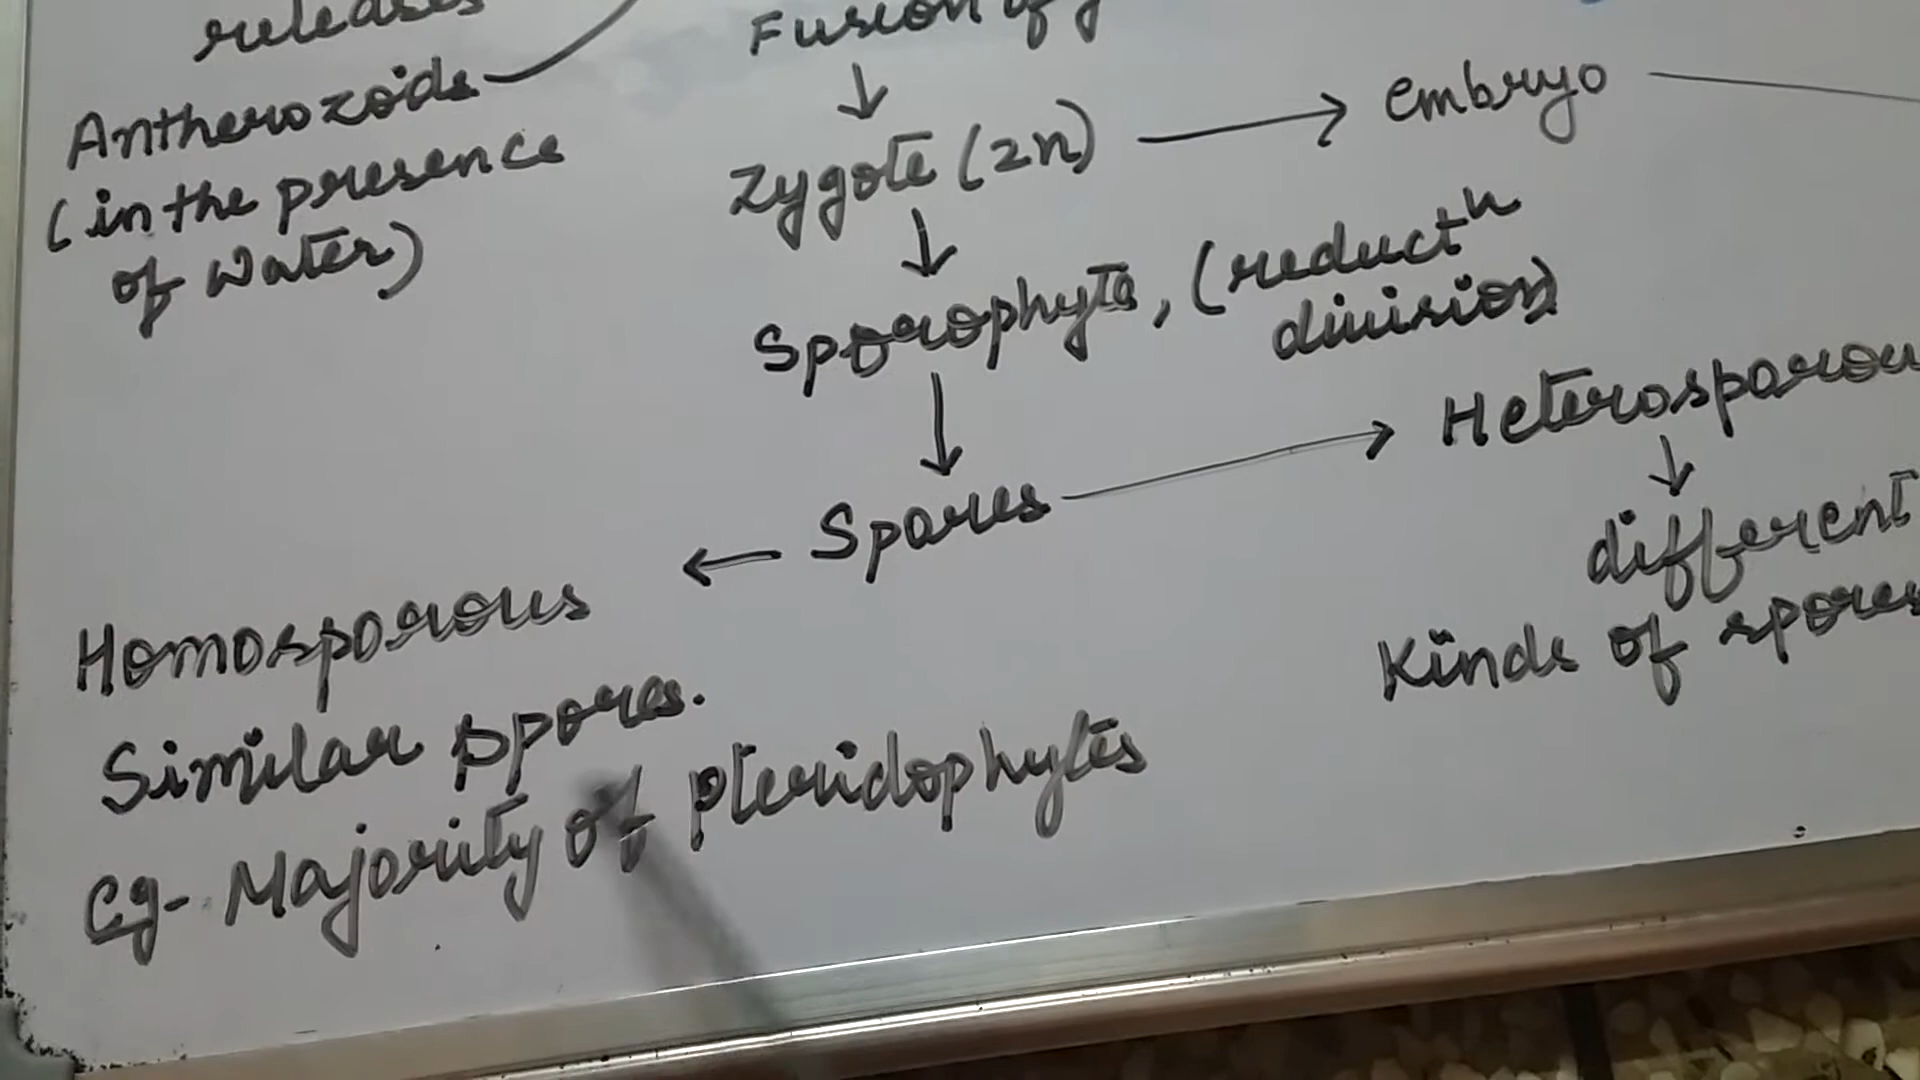 releases
Antherozoids
(in the presence
of water)
Fusion of
Zygote (2n)
embryo
Sporophyte, (reductn
division)
Spores
Heterosporou
different
Kinds of spores
Homosporous
Similar spores.
eg- Majority of pteridophytes